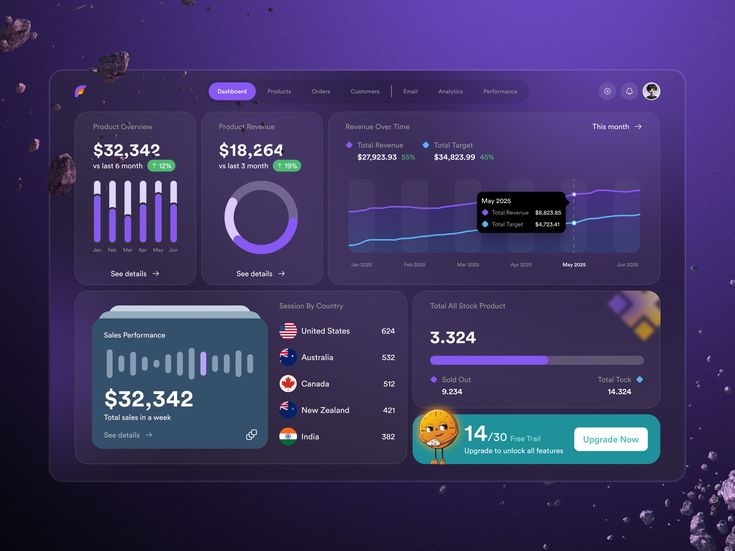 Dashboard Products Orders Customers Email Analytics Performance
Product Overview
$32,342
vs last 6 month ↑ 12%
Jan Feb Mar Apr May Jun
See details →
Product Revenue
$18,264
vs last 3 month ↑ 19%
See details →
Revenue Over Time
This month →
Total Revenue
$27,923.93 55%
Total Target
$34,823.99 45%
May 2025
Total Revenue $8,823.85
Total Target $4,723.41
Jan 2025 Feb 2025 Mar 2025 Apr 2025 May 2025 Jun 2025
Sales Performance
$32,342
Total sales in a week
See details →
Session By Country
United States 624
Australia 532
Canada 512
New Zealand 421
India 382
Total All Stock Product
3.324
Sold Out
9.234
Total Tock
14.324
14/30 Free Trail
Upgrade to unlock all features
Upgrade Now